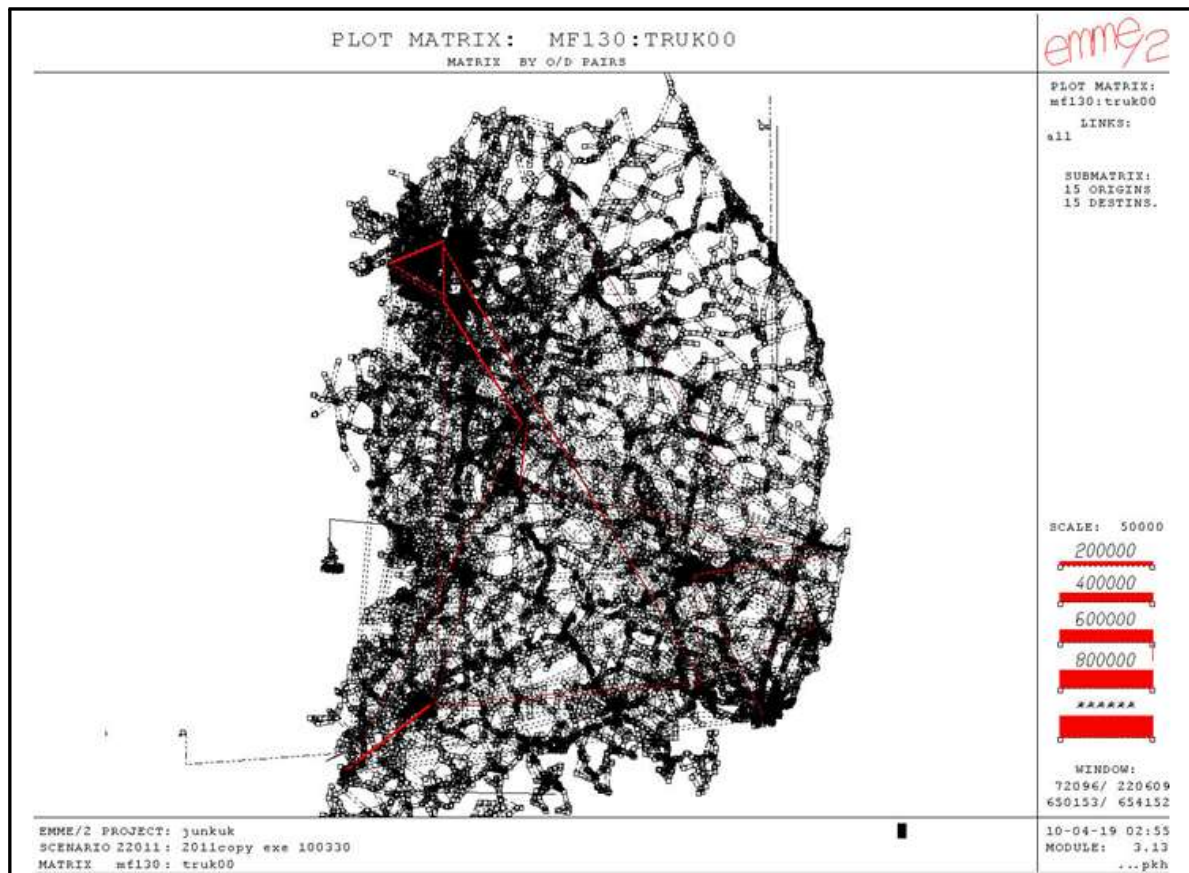 PLOT MATRIX:  MF130:TRUK00
MATRIX  BY O/D PAIRS
emme/2
PLOT MATRIX:
mf130:truk00
LINKS:
all
SUBMATRIX:
15 ORIGINS
15 DESTINS.
SCALE:  50000
200000
400000
600000
800000
******
WINDOW:
72096/ 220609
650153/ 654152
EMME/2 PROJECT: junkuk
SCENARIO 22011: 2011copy exe 100330
MATRIX  mf130: truk00
10-04-19 02:55
MODULE:  3.13
...pkh